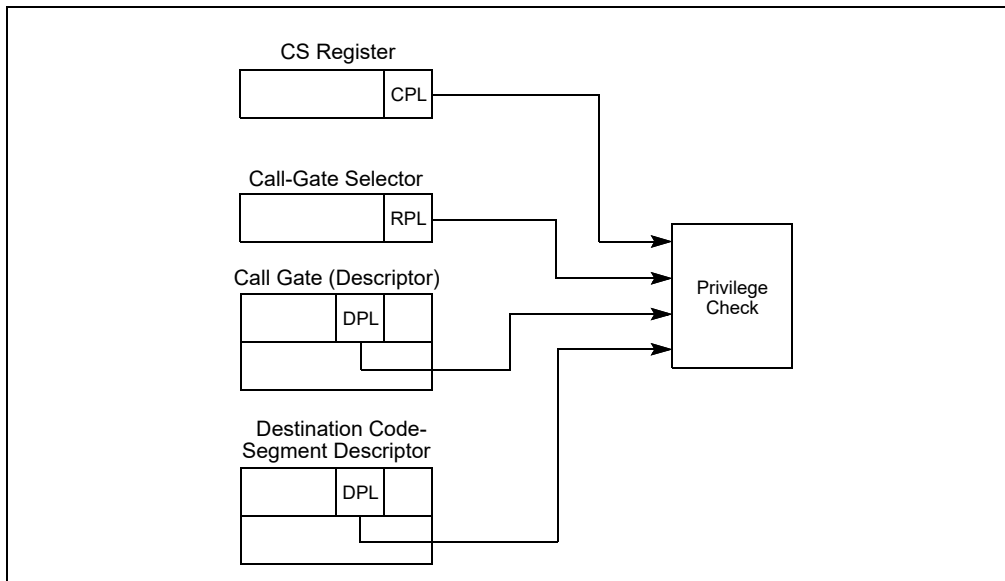 CS Register
CPL
Call-Gate Selector
RPL
Call Gate (Descriptor)
DPL
Destination Code-
Segment Descriptor
DPL
Privilege
Check